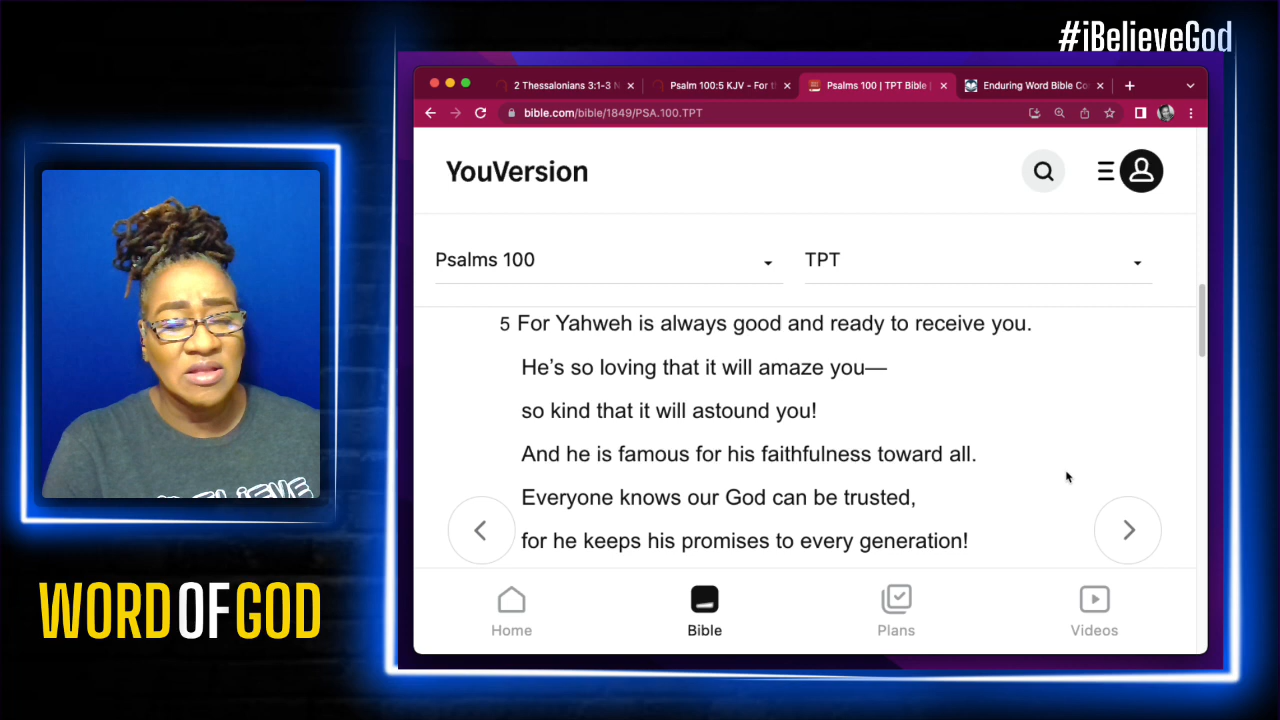 #iBelieveGod
2 Thessalonians 3:1-3 N
Psalm 100:5 KJV - For th
Psalms 100 | TPT Bible |
Enduring Word Bible Co
bible.com/bible/1849/PSA.100.TPT
YouVersion
Psalms 100
TPT
5 For Yahweh is always good and ready to receive you.
He's so loving that it will amaze you—
so kind that it will astound you!
And he is famous for his faithfulness toward all.
Everyone knows our God can be trusted,
for he keeps his promises to every generation!
Home
Bible
Plans
Videos
WORD OF GOD